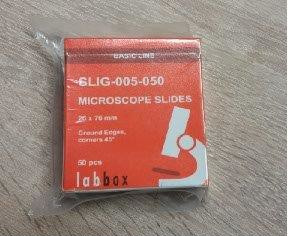 BASIC LINE
SLIG-005-050
MICROSCOPE SLIDES
26 x 76 mm
Ground Edges,
corners 45°
50 pcs
labbox